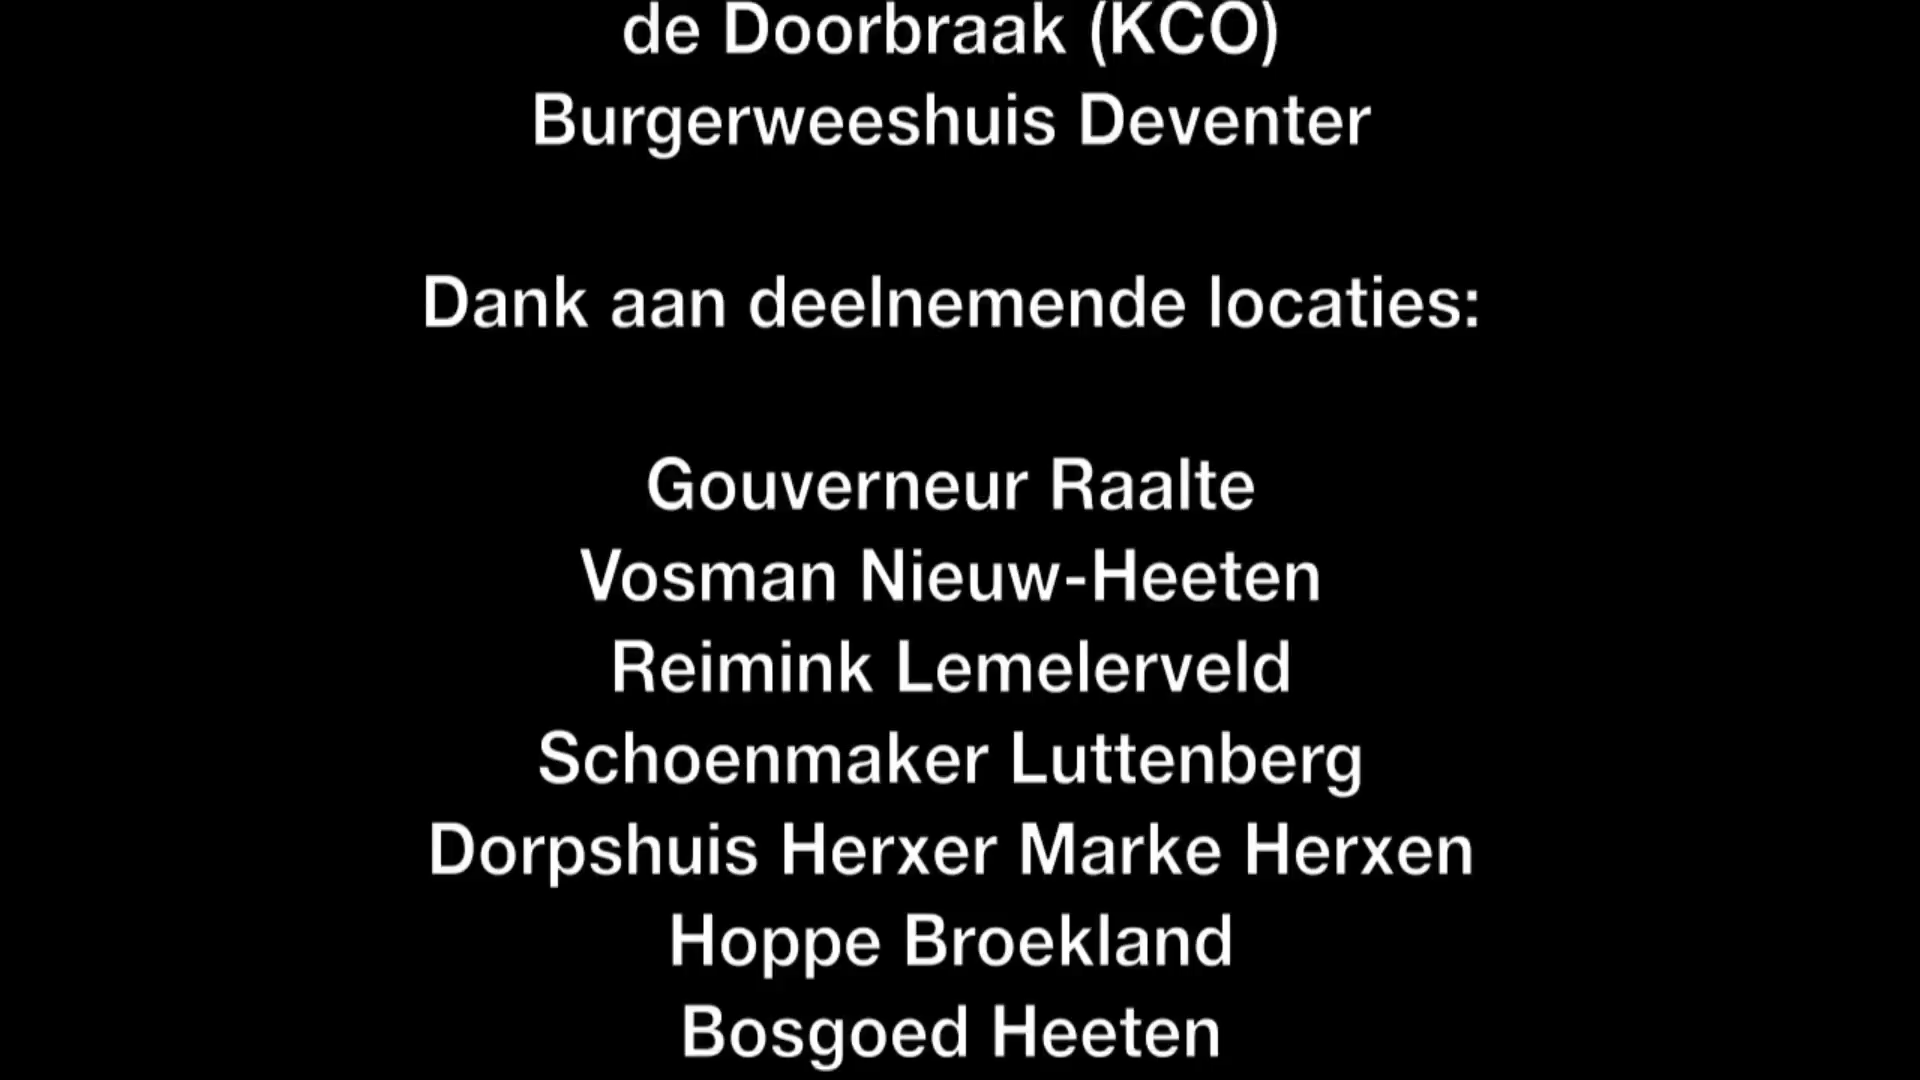 de Doorbraak (KCO)
Burgerweeshuis Deventer
Dank aan deelnemende locaties:
Gouverneur Raalte
Vosman Nieuw-Heeten
Reimink Lemelerveld
Schoenmaker Luttenberg
Dorpshuis Herxer Marke Herxen
Hoppe Broekland
Bosgoed Heeten